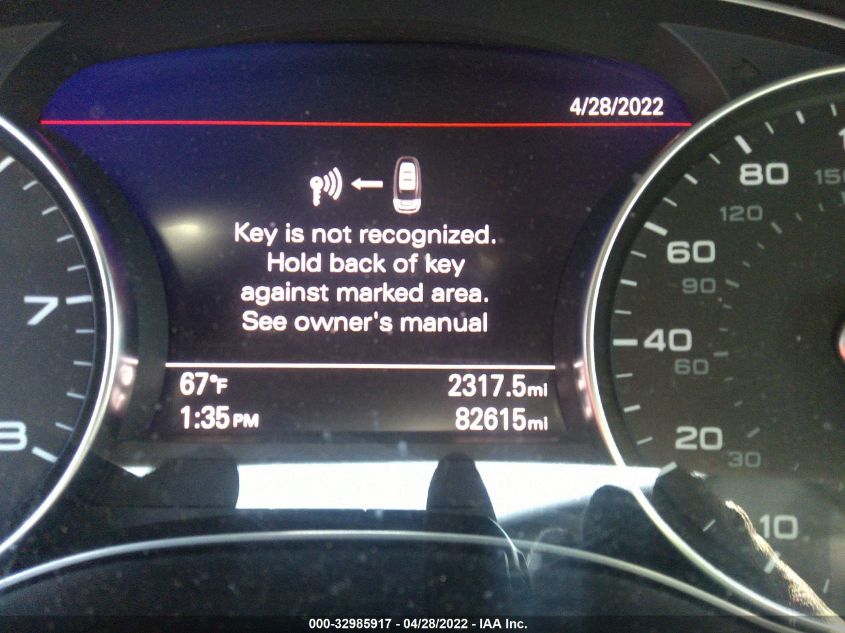 4/28/2022
Key is not recognized.
Hold back of key
against marked area.
See owner's manual
67°F 2317.5mi
1:35PM 82615mi
7
8
80
120
60
90
40
60
20
30
10
000-32985917 - 04/28/2022 - IAA Inc.